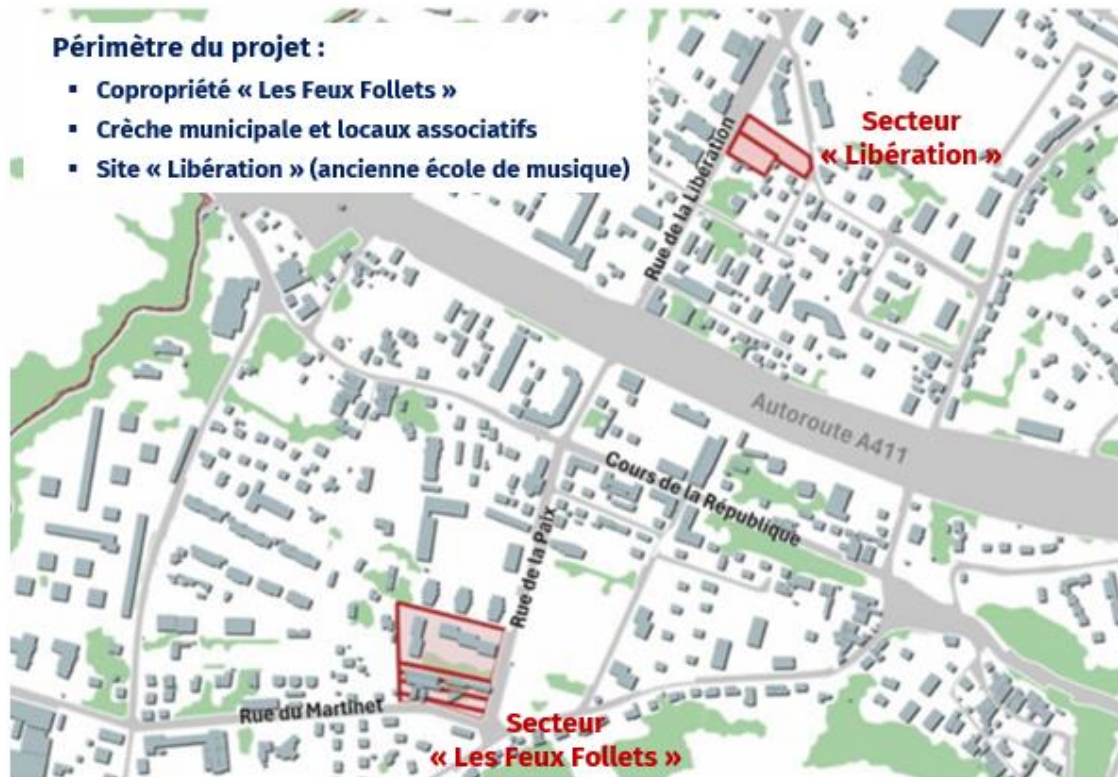 Périmètre du projet :
▪ Copropriété « Les Feux Follets »
▪ Crèche municipale et locaux associatifs
▪ Site « Libération » (ancienne école de musique)
Secteur
« Libération »
Rue de la Libération
Autoroute A411
Cours de la République
Rue de la Paix
Rue du Martinet
Secteur
« Les Feux Follets »